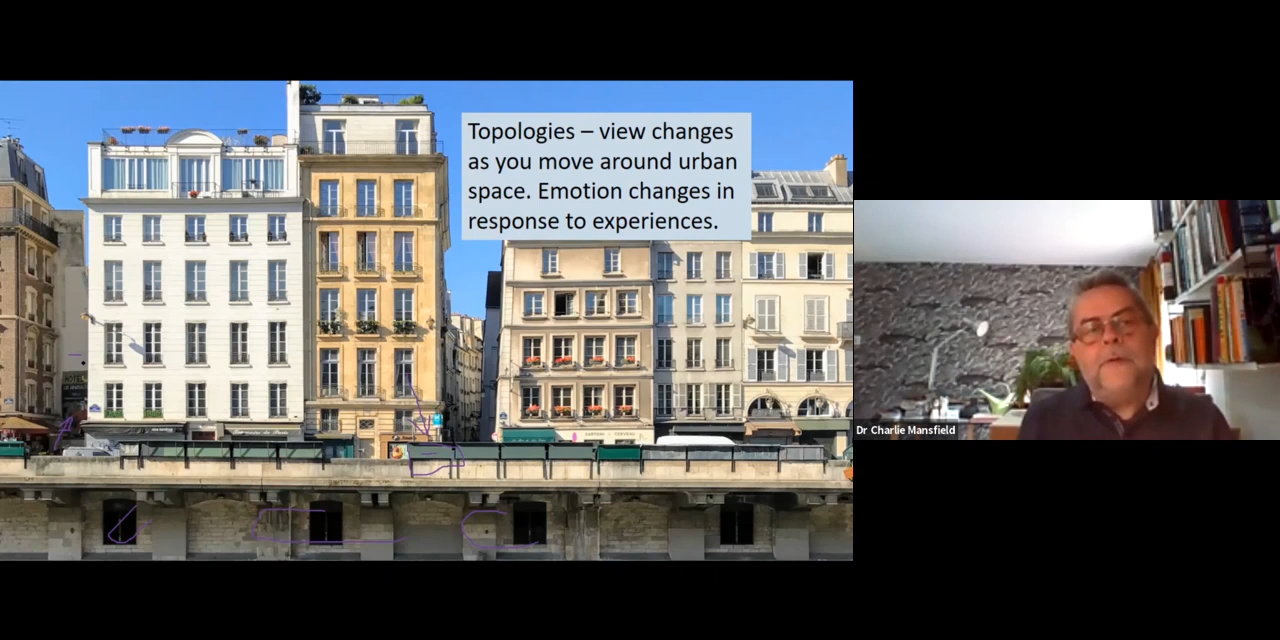 Topologies – view changes
as you move around urban
space. Emotion changes in
response to experiences.
Dr Charlie Mansfield